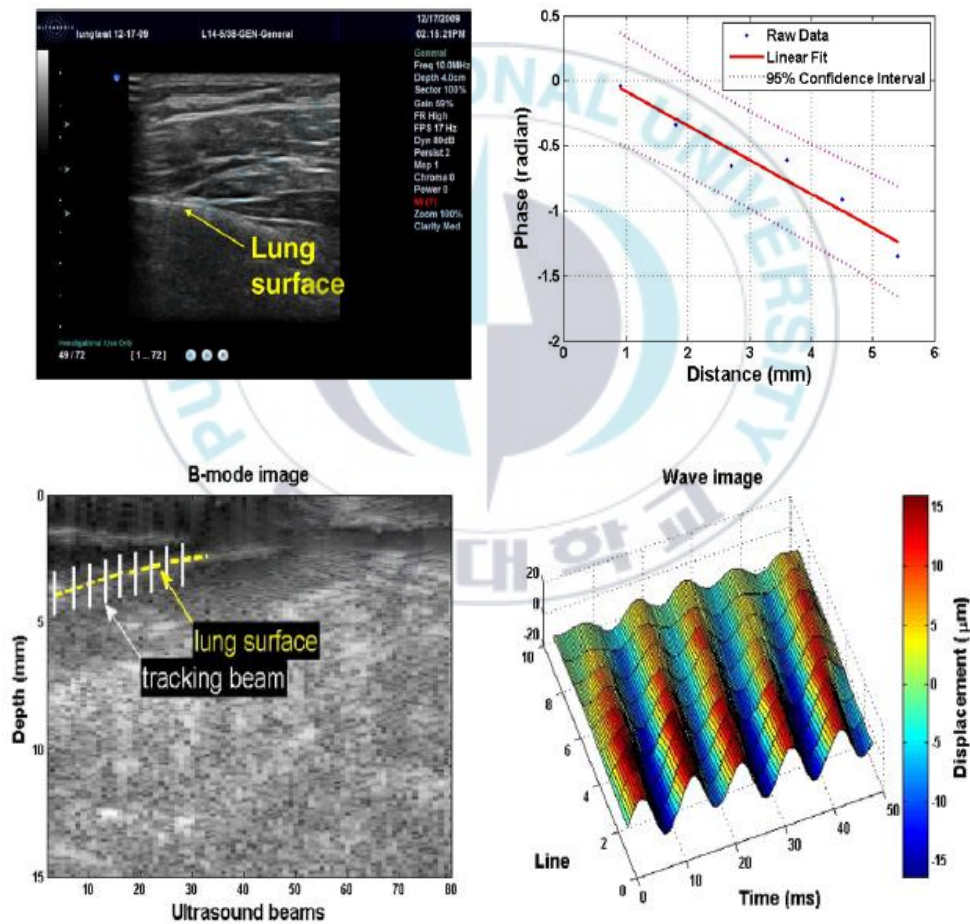 12/17/2009
lungtest 12-17-09 L14-5/38-GEN-General 02:15:21PM
General
Freq 10.0MHz
Depth 4.0cm
Sector 100%
Gain 59%
FR High
FPS 17 Hz
Dyn 80dB
Persist 2
Map 1
Chroma 0
Power 0
MI (?)
Zoom 100%
Clarity Med
Lung
surface
Investigational Use Only
49 / 72 [ 1 ... 72 ]
0.5
0
-0.5
-1
-1.5
-2
Phase (radian)
Raw Data
Linear Fit
95% Confidence Interval
0 1 2 3 4 5 6
Distance (mm)
NATIONAL UNIVERSITY
대학교
B-mode image
0
5
10
15
Depth (mm)
lung surface
tracking beam
10 20 30 40 50 60 70 80
Ultrasound beams
Wave image
20
0
-20
10
8
6
4
2
0
Line
0 10 20 30 40 50
Time (ms)
15
10
5
0
-5
-10
-15
Displacement ( μm)